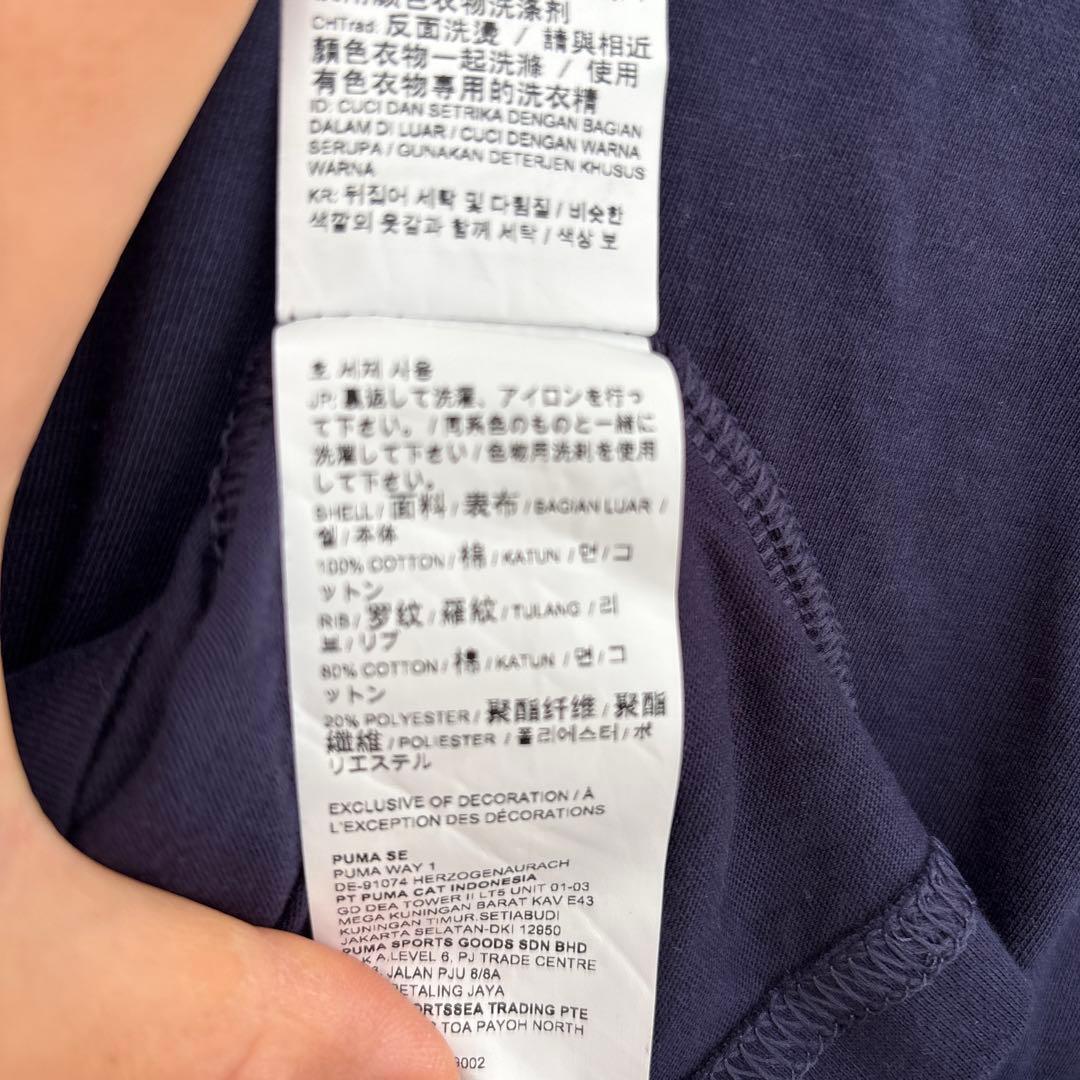 顏色衣物洗涤剂
CHTrad: 反面洗燙 / 請與相近
顏色衣物一起洗滌 / 使用
有色衣物專用的洗衣精
ID: CUCI DAN SETRIKA DENGAN BAGIAN
DALAM DI LUAR / CUCI DENGAN WARNA
SERUPA / GUNAKAN DETERJEN KHUSUS
WARNA
KR: 뒤집어 세탁 및 다림질 / 비슷한
색깔의 옷감과 함께 세탁 / 색상 보
호 세제 사용
JP: 裏返して洗濯、アイロンを行っ
て下さい。/ 同系色のものと一緒に
洗濯して下さい / 色物用洗剤を使用
して下さい。
SHELL / 面料 / 表布 / BAGIAN LUAR /
쉘 / 本体
100% COTTON / 棉 / KATUN / 면 / コ
ットン
RIB / 罗纹 / 羅紋 / TULANG / 리
브 / リブ
80% COTTON / 棉 / KATUN / 면 / コ
ットン
20% POLYESTER / 聚酯纤维 / 聚酯
纖維 / POLIESTER / 폴리에스터 / ポ
リエステル
EXCLUSIVE OF DECORATION / À
L'EXCEPTION DES DÉCORATIONS
PUMA SE
PUMA WAY 1
DE-91074 HERZOGENAURACH
PT PUMA CAT INDONESIA
GD DEA TOWER II LT5 UNIT 01-03
MEGA KUNINGAN BARAT KAV E43
KUNINGAN TIMUR.SETIABUDI
JAKARTA SELATAN-DKI 12950
PUMA SPORTS GOODS SDN BHD
K A,LEVEL 6, PJ TRADE CENTRE
JALAN PJU 8/8A
PETALING JAYA
RTSSEA TRADING PTE
TOA PAYOH NORTH
9002